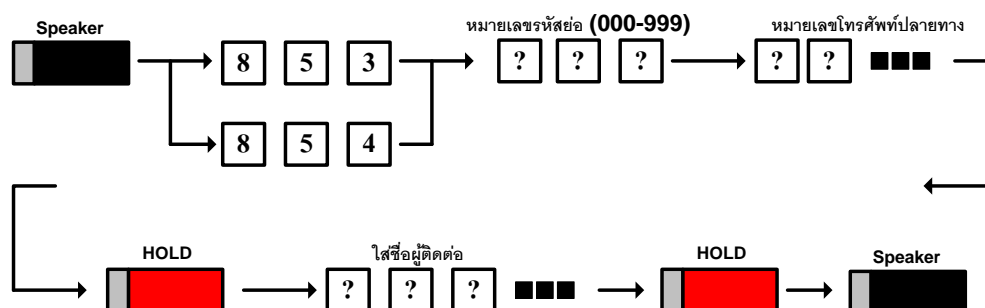 Speaker
หมายเลขรหัสย่อ (000-999)
หมายเลขโทรศัพท์ปลายทาง
8 5 3
? ? ?
? ?
8 5 4
HOLD
ใส่ชื่อผู้ติดต่อ
HOLD
Speaker
? ? ?